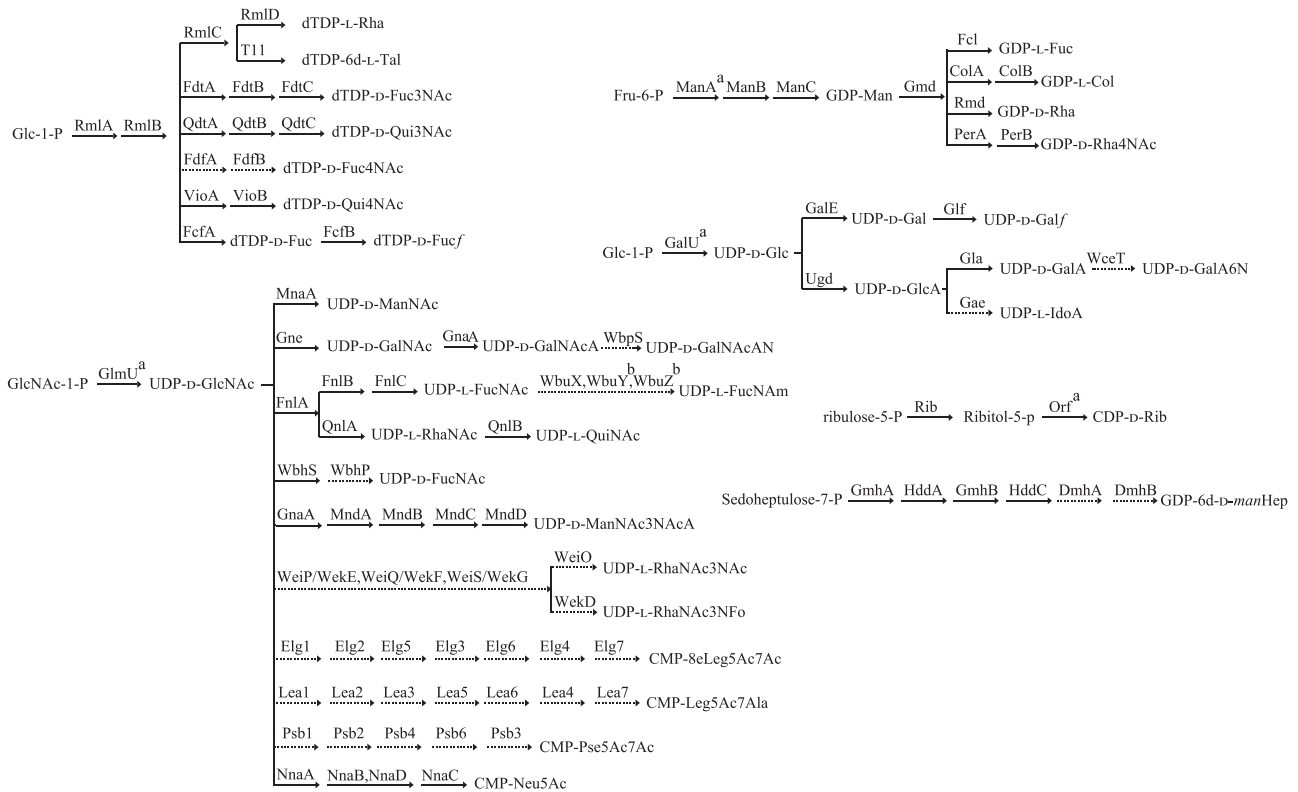 RmlD
RmlC dTDP-L-Rha
T11
dTDP-6d-L-Tal
FdtA FdtB FdtC dTDP-D-Fuc3NAc
Glc-1-P RmlA RmlB QdtA QdtB QdtC dTDP-D-Qui3NAc
FdfA FdfB dTDP-D-Fuc4NAc
VioA VioB dTDP-D-Qui4NAc
FcfA dTDP-D-Fuc FcfB dTDP-D-Fucf
Fcl GDP-L-Fuc
Fru-6-P ManA a ManB ManC GDP-Man Gmd ColA ColB GDP-L-Col
Rmd GDP-D-Rha
PerA PerB GDP-D-Rha4NAc
GalE UDP-D-Gal Glf UDP-D-Galf
Glc-1-P GalU a UDP-D-Glc
Gla UDP-D-GalA WceT UDP-D-GalA6N
Ugd UDP-D-GlcA
Gae UDP-L-IdoA
MnaA UDP-D-ManNAc
Gne UDP-D-GalNAc GnaA UDP-D-GalNAcA WbpS UDP-D-GalNAcAN
GlcNAc-1-P GlmU a UDP-D-GlcNAc
FnlB FnlC UDP-L-FucNAc WbuX,WbuY b,WbuZ b UDP-L-FucNAm
FnlA
QnlA UDP-L-RhaNAc QnlB UDP-L-QuiNAc
ribulose-5-P Rib Ribitol-5-p Orf a CDP-D-Rib
WbhS WbhP UDP-D-FucNAc
Sedoheptulose-7-P GmhA HddA GmhB HddC DmhA DmhB GDP-6d-D-manHep
GnaA MndA MndB MndC MndD UDP-D-ManNAc3NAcA
WeiP/WekE,WeiQ/WekF,WeiS/WekG WeiO UDP-L-RhaNAc3NAc
WekD UDP-L-RhaNAc3NFo
Elg1 Elg2 Elg5 Elg3 Elg6 Elg4 Elg7 CMP-8eLeg5Ac7Ac
Lea1 Lea2 Lea3 Lea5 Lea6 Lea4 Lea7 CMP-Leg5Ac7Ala
Psb1 Psb2 Psb4 Psb6 Psb3 CMP-Pse5Ac7Ac
NnaA NnaB,NnaD NnaC CMP-Neu5Ac